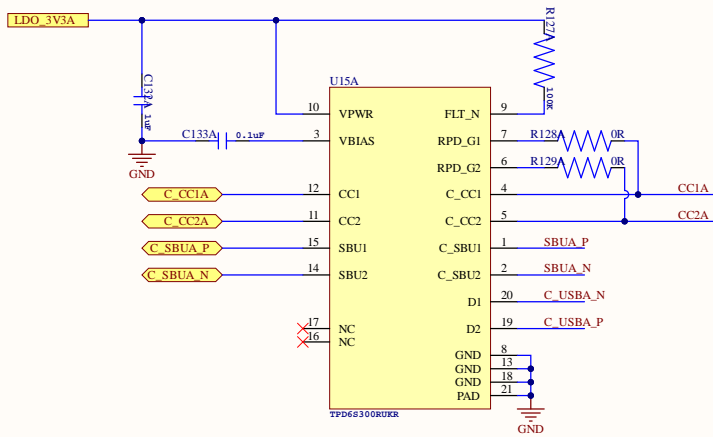 LDO_3V3A
R127A
100K
C132A
1uF
U15A
10 VPWR FLT_N 9
C133A 0.1uF 3 VBIAS RPD_G1 7 R128A 0R
GND
RPD_G2 6 R129A 0R
C_CC1A 12 CC1 C_CC1 4 CC1A
C_CC2A 11 CC2 C_CC2 5 CC2A
C_SBUA_P 15 SBU1 C_SBU1 1 SBUA_P
C_SBUA_N 14 SBU2 C_SBU2 2 SBUA_N
D1 20 C_USBA_N
17 NC D2 19 C_USBA_P
16 NC
GND 8
GND 13
GND 18
PAD 21
TPD6S300RUKR
GND